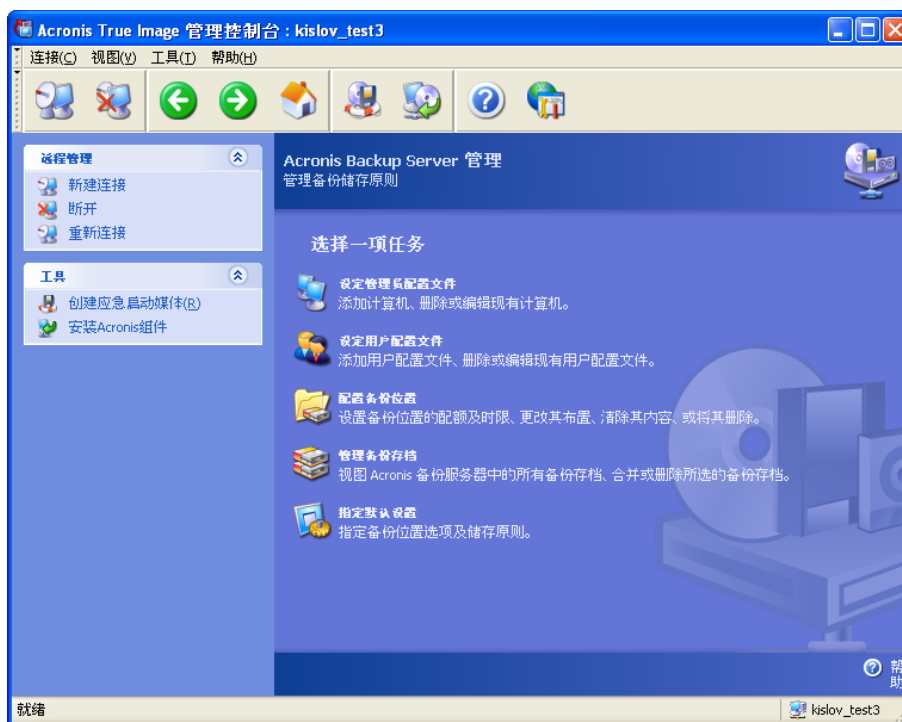 Acronis True Image 管理控制台 : kislov_test3
连接(C) 视图(V) 工具(T) 帮助(H)
远程管理
新建连接
断开
重新连接
工具
创建应急启动媒体(R)
安装Acronis组件
Acronis Backup Server 管理
管理备份储存原则
选择一项任务
设定管理员配置文件
添加计算机、删除或编辑现有计算机。
设定用户配置文件
添加用户配置文件、删除或编辑现有用户配置文件。
配置备份位置
设置备份位置的配额及时限、更改其布置、清除其内容、或将其删除。
管理备份存档
视图 Acronis 备份服务器中的所有备份存档、合并或删除所选的备份存档。
指定默认设置
指定备份位置选项及储存原则。
帮
助
就绪
kislov_test3